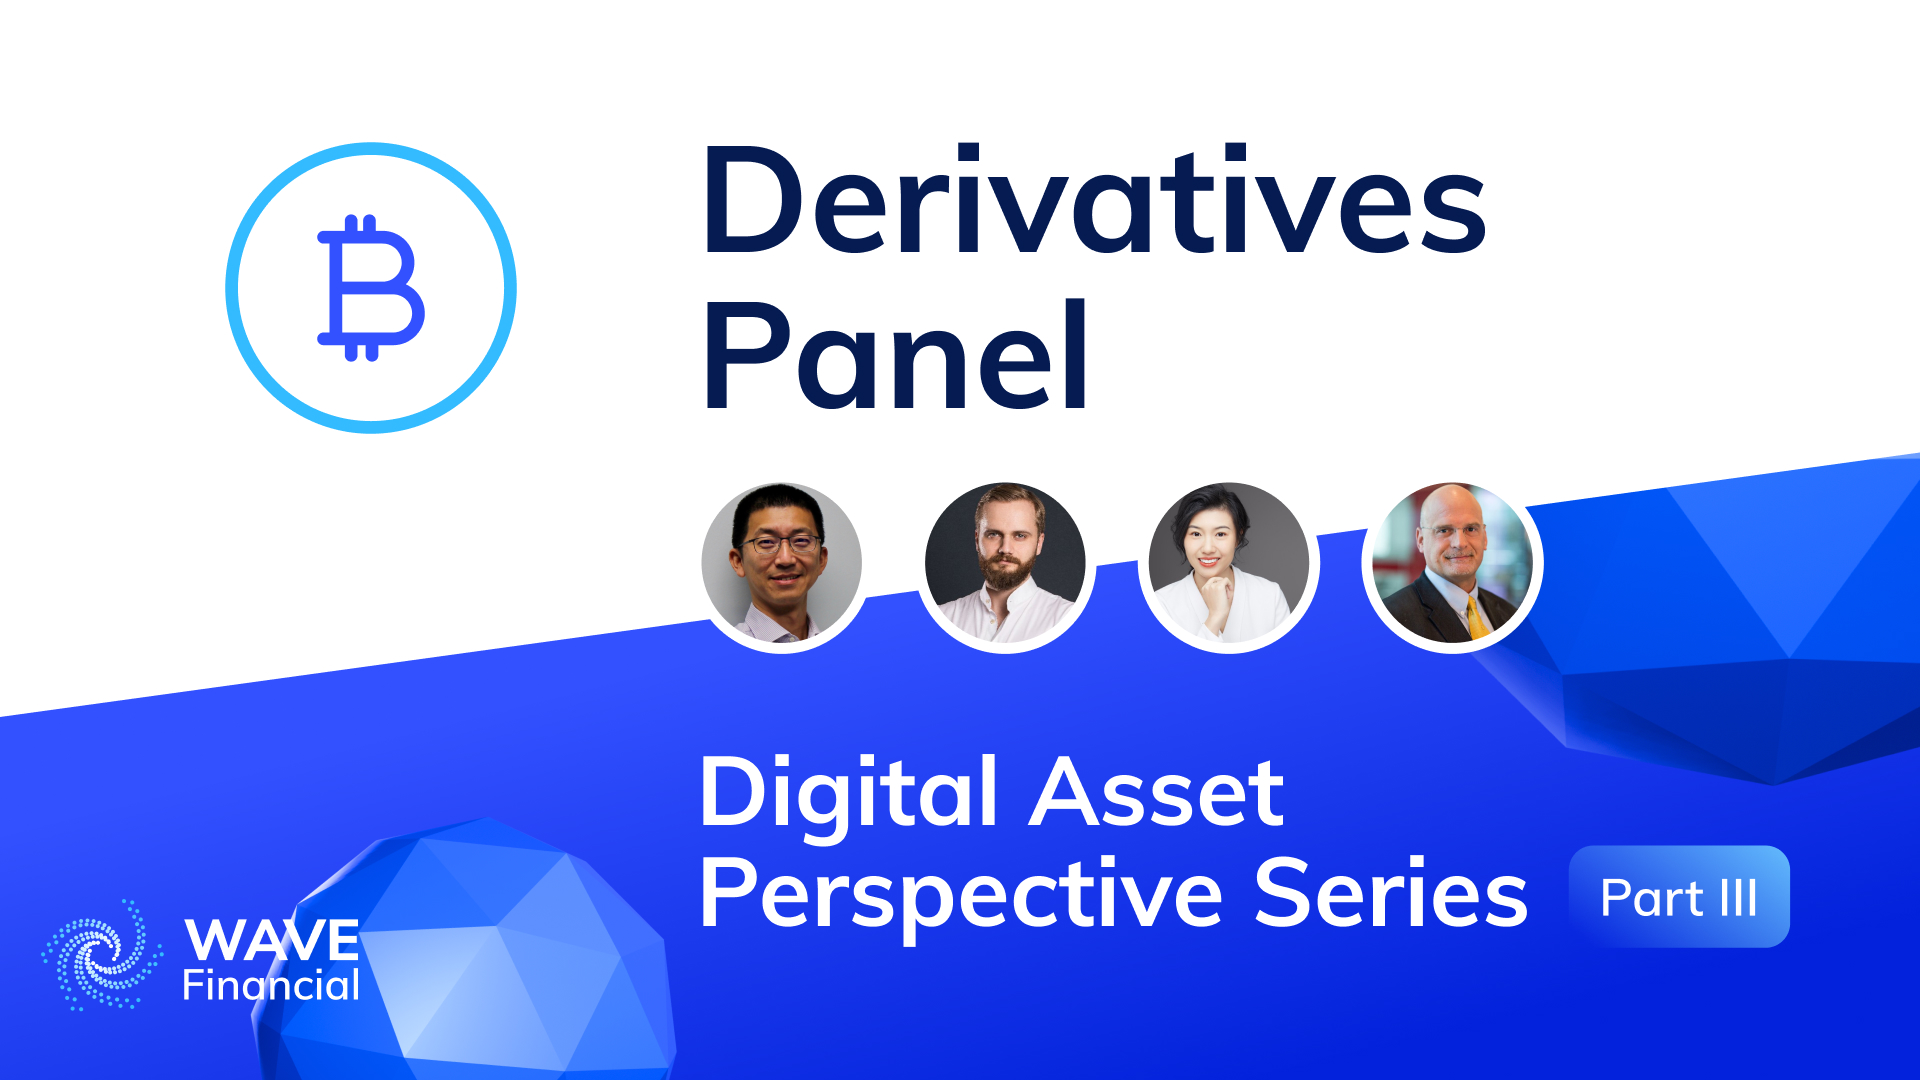 Derivatives
Panel
Digital Asset
Perspective Series
Part III
WAVE
Financial